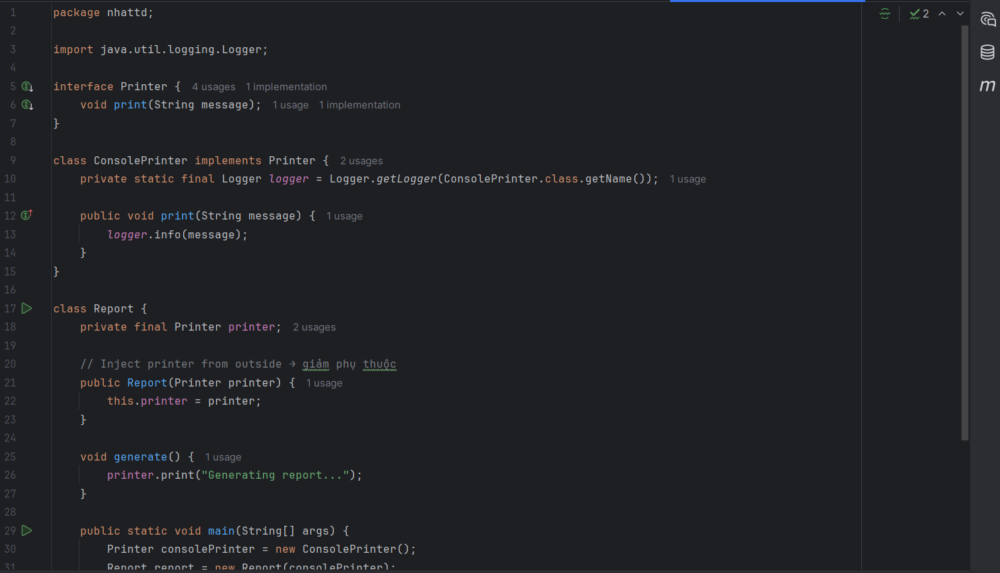 1 package nhattd;
2
3 import java.util.logging.Logger;
4
5 interface Printer { 4 usages 1 implementation
6 void print(String message); 1 usage 1 implementation
7 }
8
9 class ConsolePrinter implements Printer { 2 usages
10 private static final Logger logger = Logger.getLogger(ConsolePrinter.class.getName()); 1 usage
11
12 public void print(String message) { 1 usage
13 logger.info(message);
14 }
15 }
16
17 class Report {
18 private final Printer printer; 2 usages
19
20 // Inject printer from outside → giảm phụ thuộc
21 public Report(Printer printer) { 1 usage
22 this.printer = printer;
23 }
24
25 void generate() { 1 usage
26 printer.print("Generating report...");
27 }
28
29 public static void main(String[] args) {
30 Printer consolePrinter = new ConsolePrinter();
31 Report report = new Report(consolePrinter);
2
m